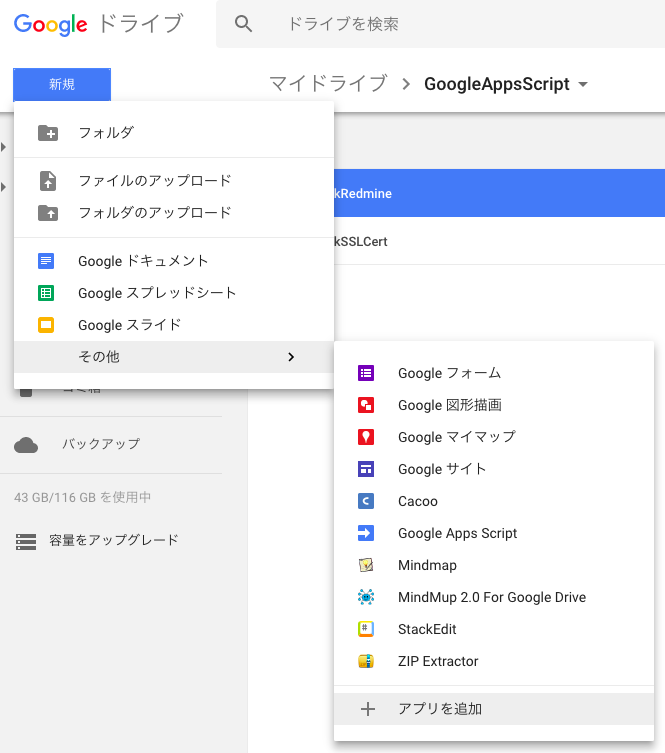 Google ドライブ
ドライブを検索
新規
マイドライブ > GoogleAppsScript
フォルダ
ファイルのアップロード
フォルダのアップロード
Google ドキュメント
Google スプレッドシート
Google スライド
その他
kRedmine
kSSLCert
Google フォーム
Google 図形描画
Google マイマップ
Google サイト
Cacoo
Google Apps Script
Mindmap
MindMup 2.0 For Google Drive
StackEdit
ZIP Extractor
アプリを追加
バックアップ
43 GB/116 GB を使用中
容量をアップグレード